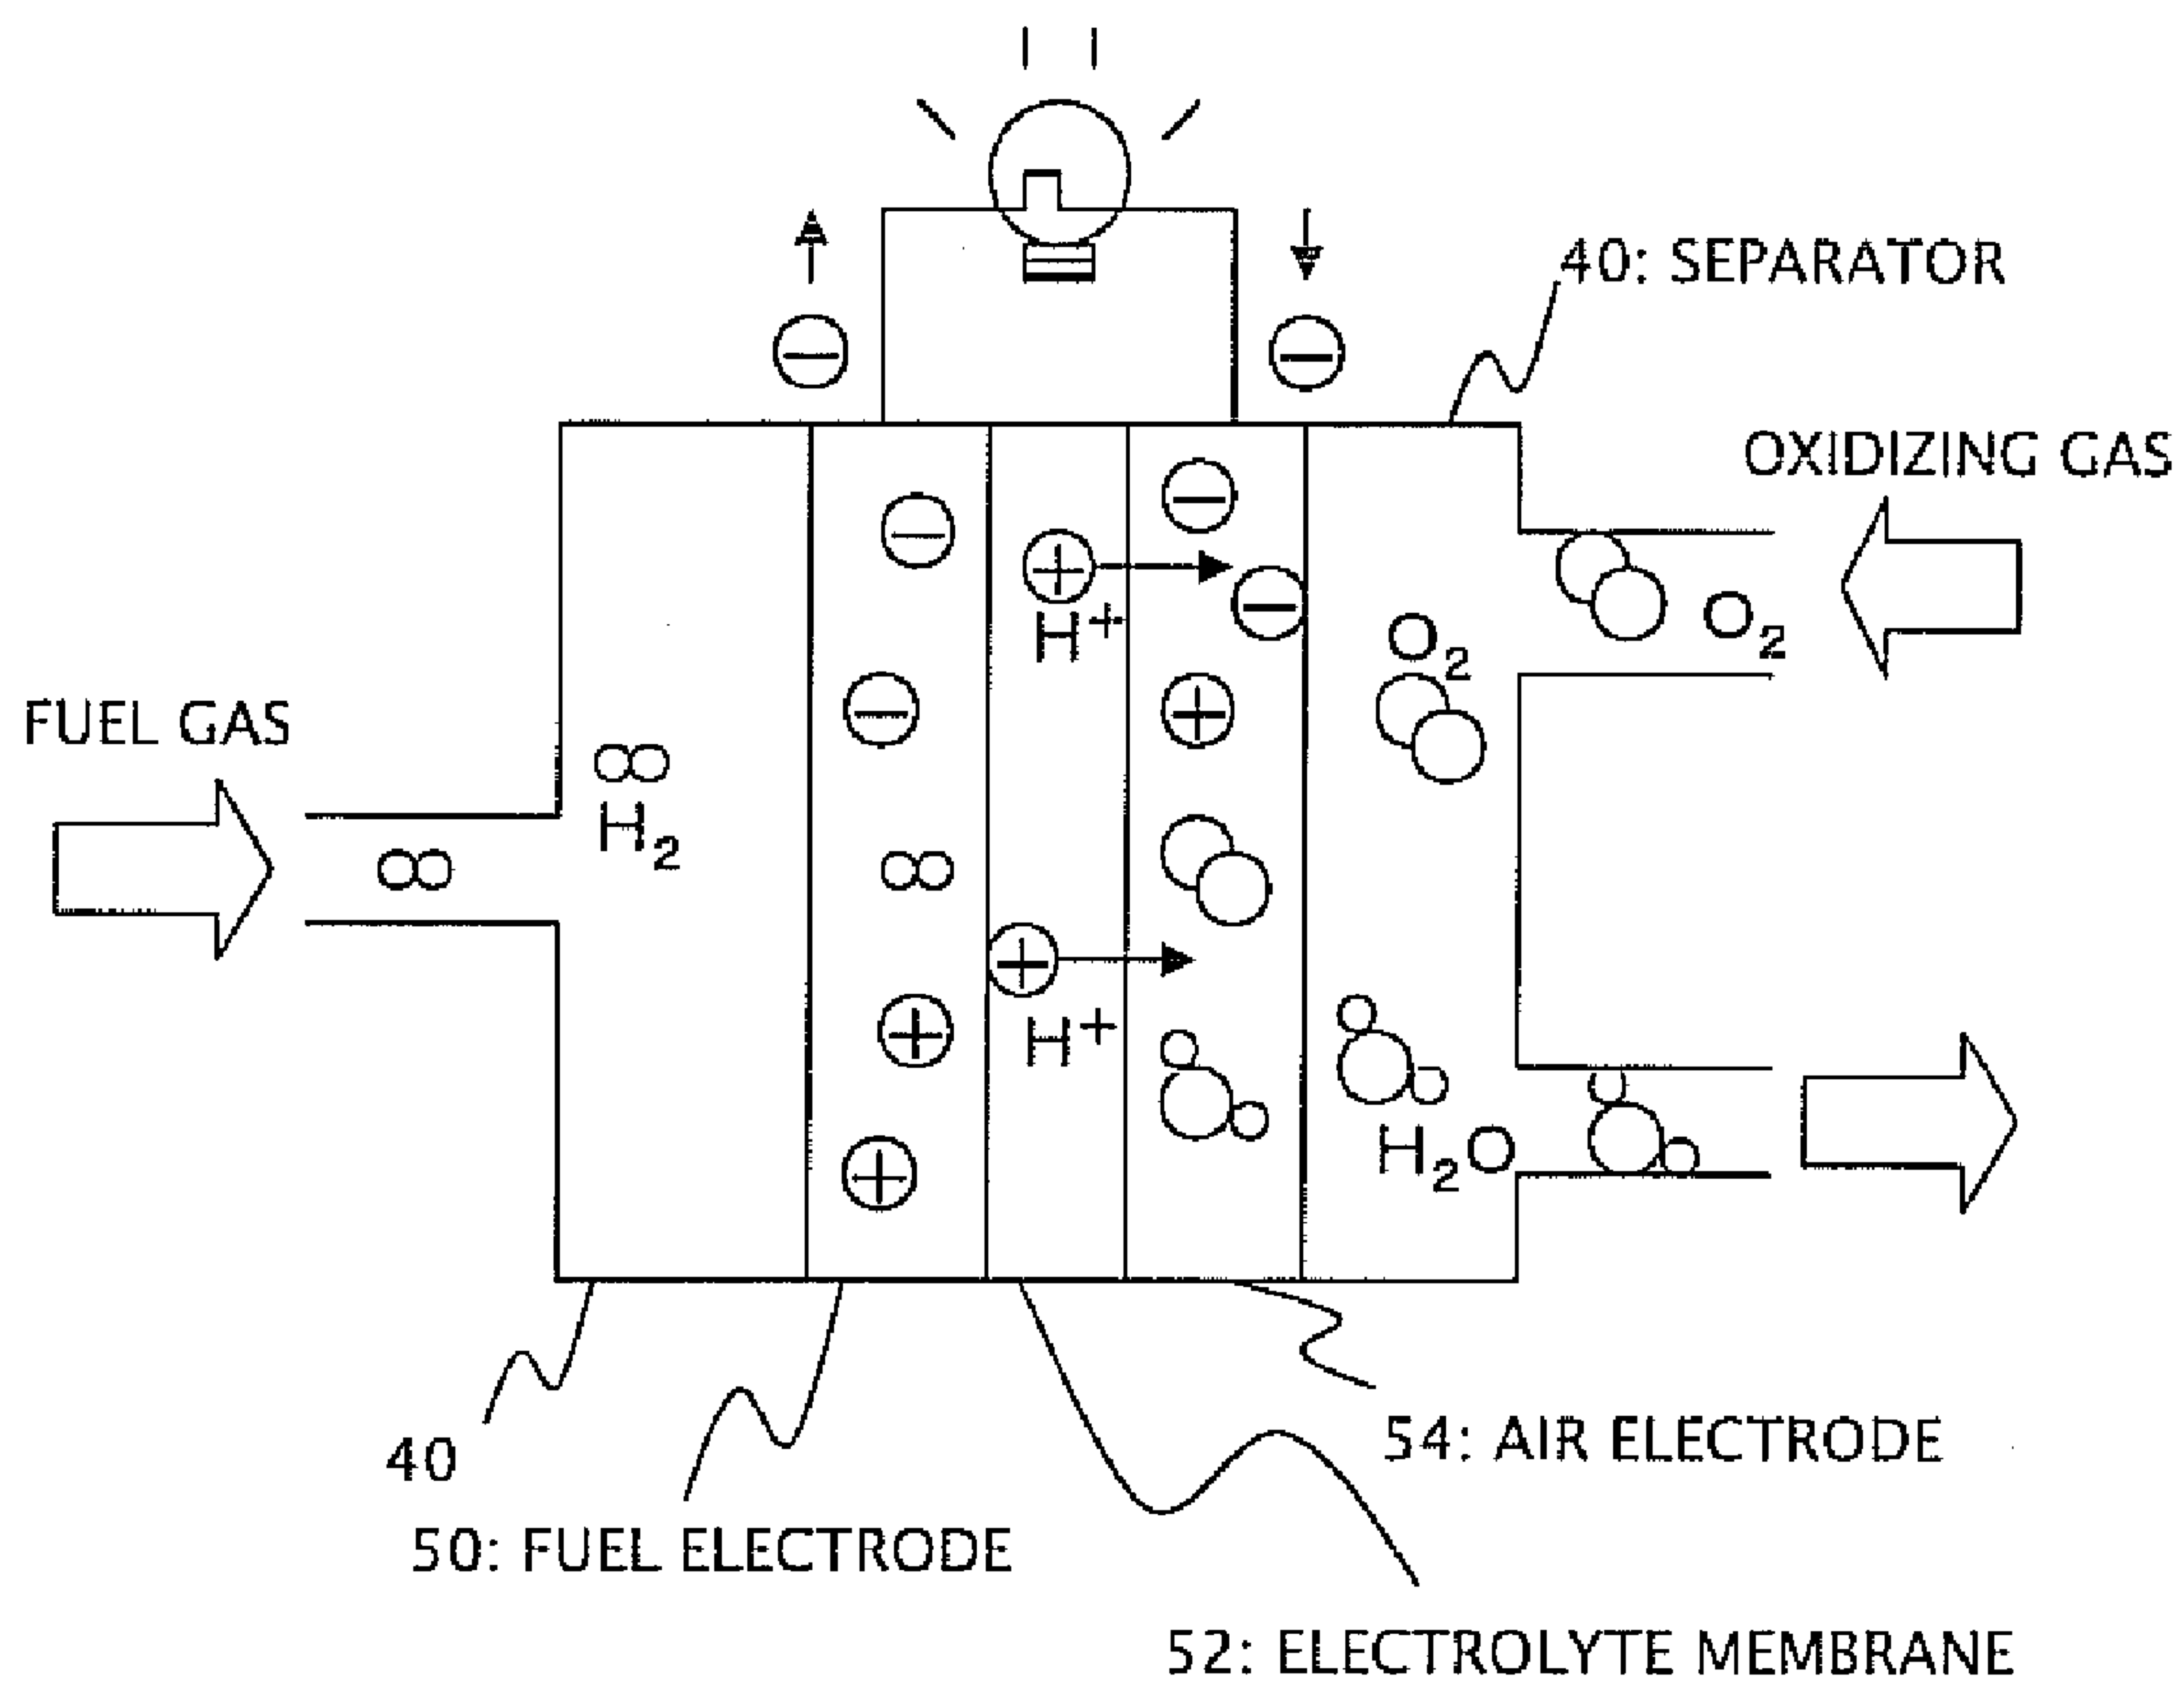 40: SEPARATOR
OXIDIZING GAS
H⁺
O₂
O₂
FUEL GAS
H₂
H⁺
H₂O
40
54: AIR ELECTRODE
50: FUEL ELECTRODE
52: ELECTROLYTE MEMBRANE